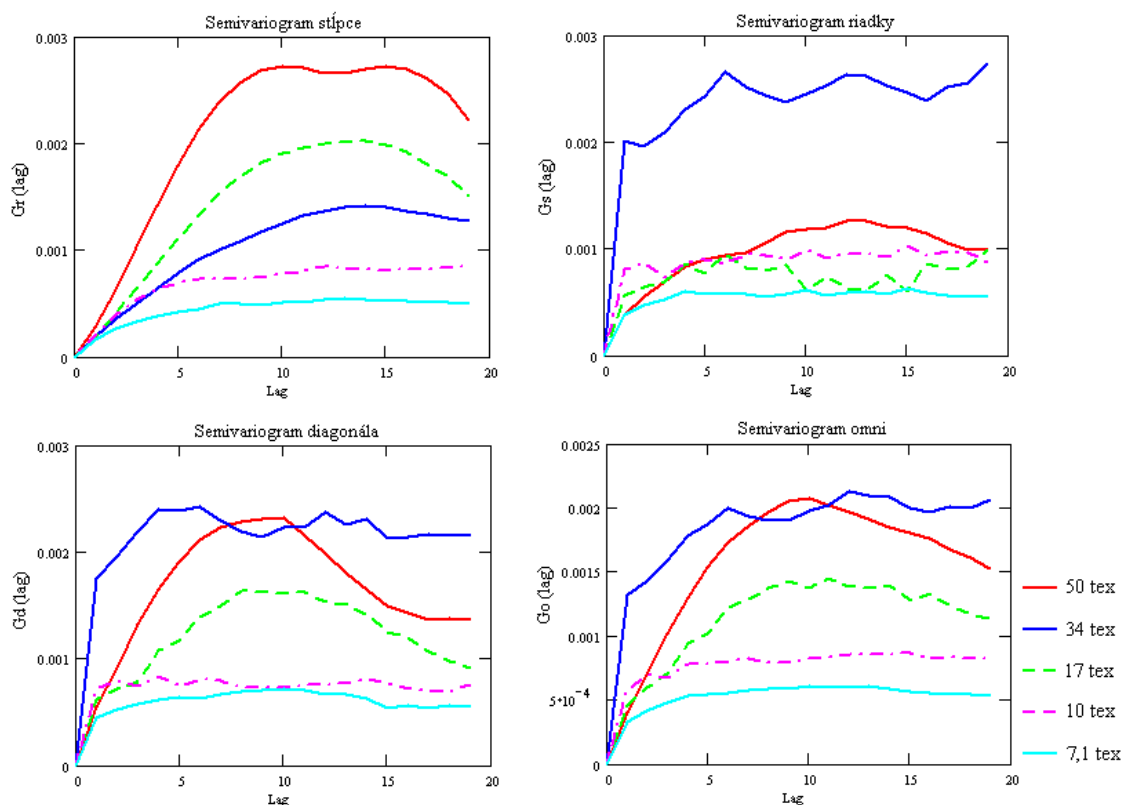 Semivariogram stĺpce
0.003
0.002
0.001
0
Gr (lag)
0
5
10
15
20
Lag
Semivariogram riadky
0.003
0.002
0.001
0
Gs (lag)
0
5
10
15
20
Lag
Semivariogram diagonála
0.003
0.002
0.001
0
Gd (lag)
0
5
10
15
20
Lag
Semivariogram omni
0.0025
0.002
0.0015
0.001
5•10⁻⁴
0
Go (lag)
0
5
10
15
20
Lag
50 tex
34 tex
17 tex
10 tex
7,1 tex